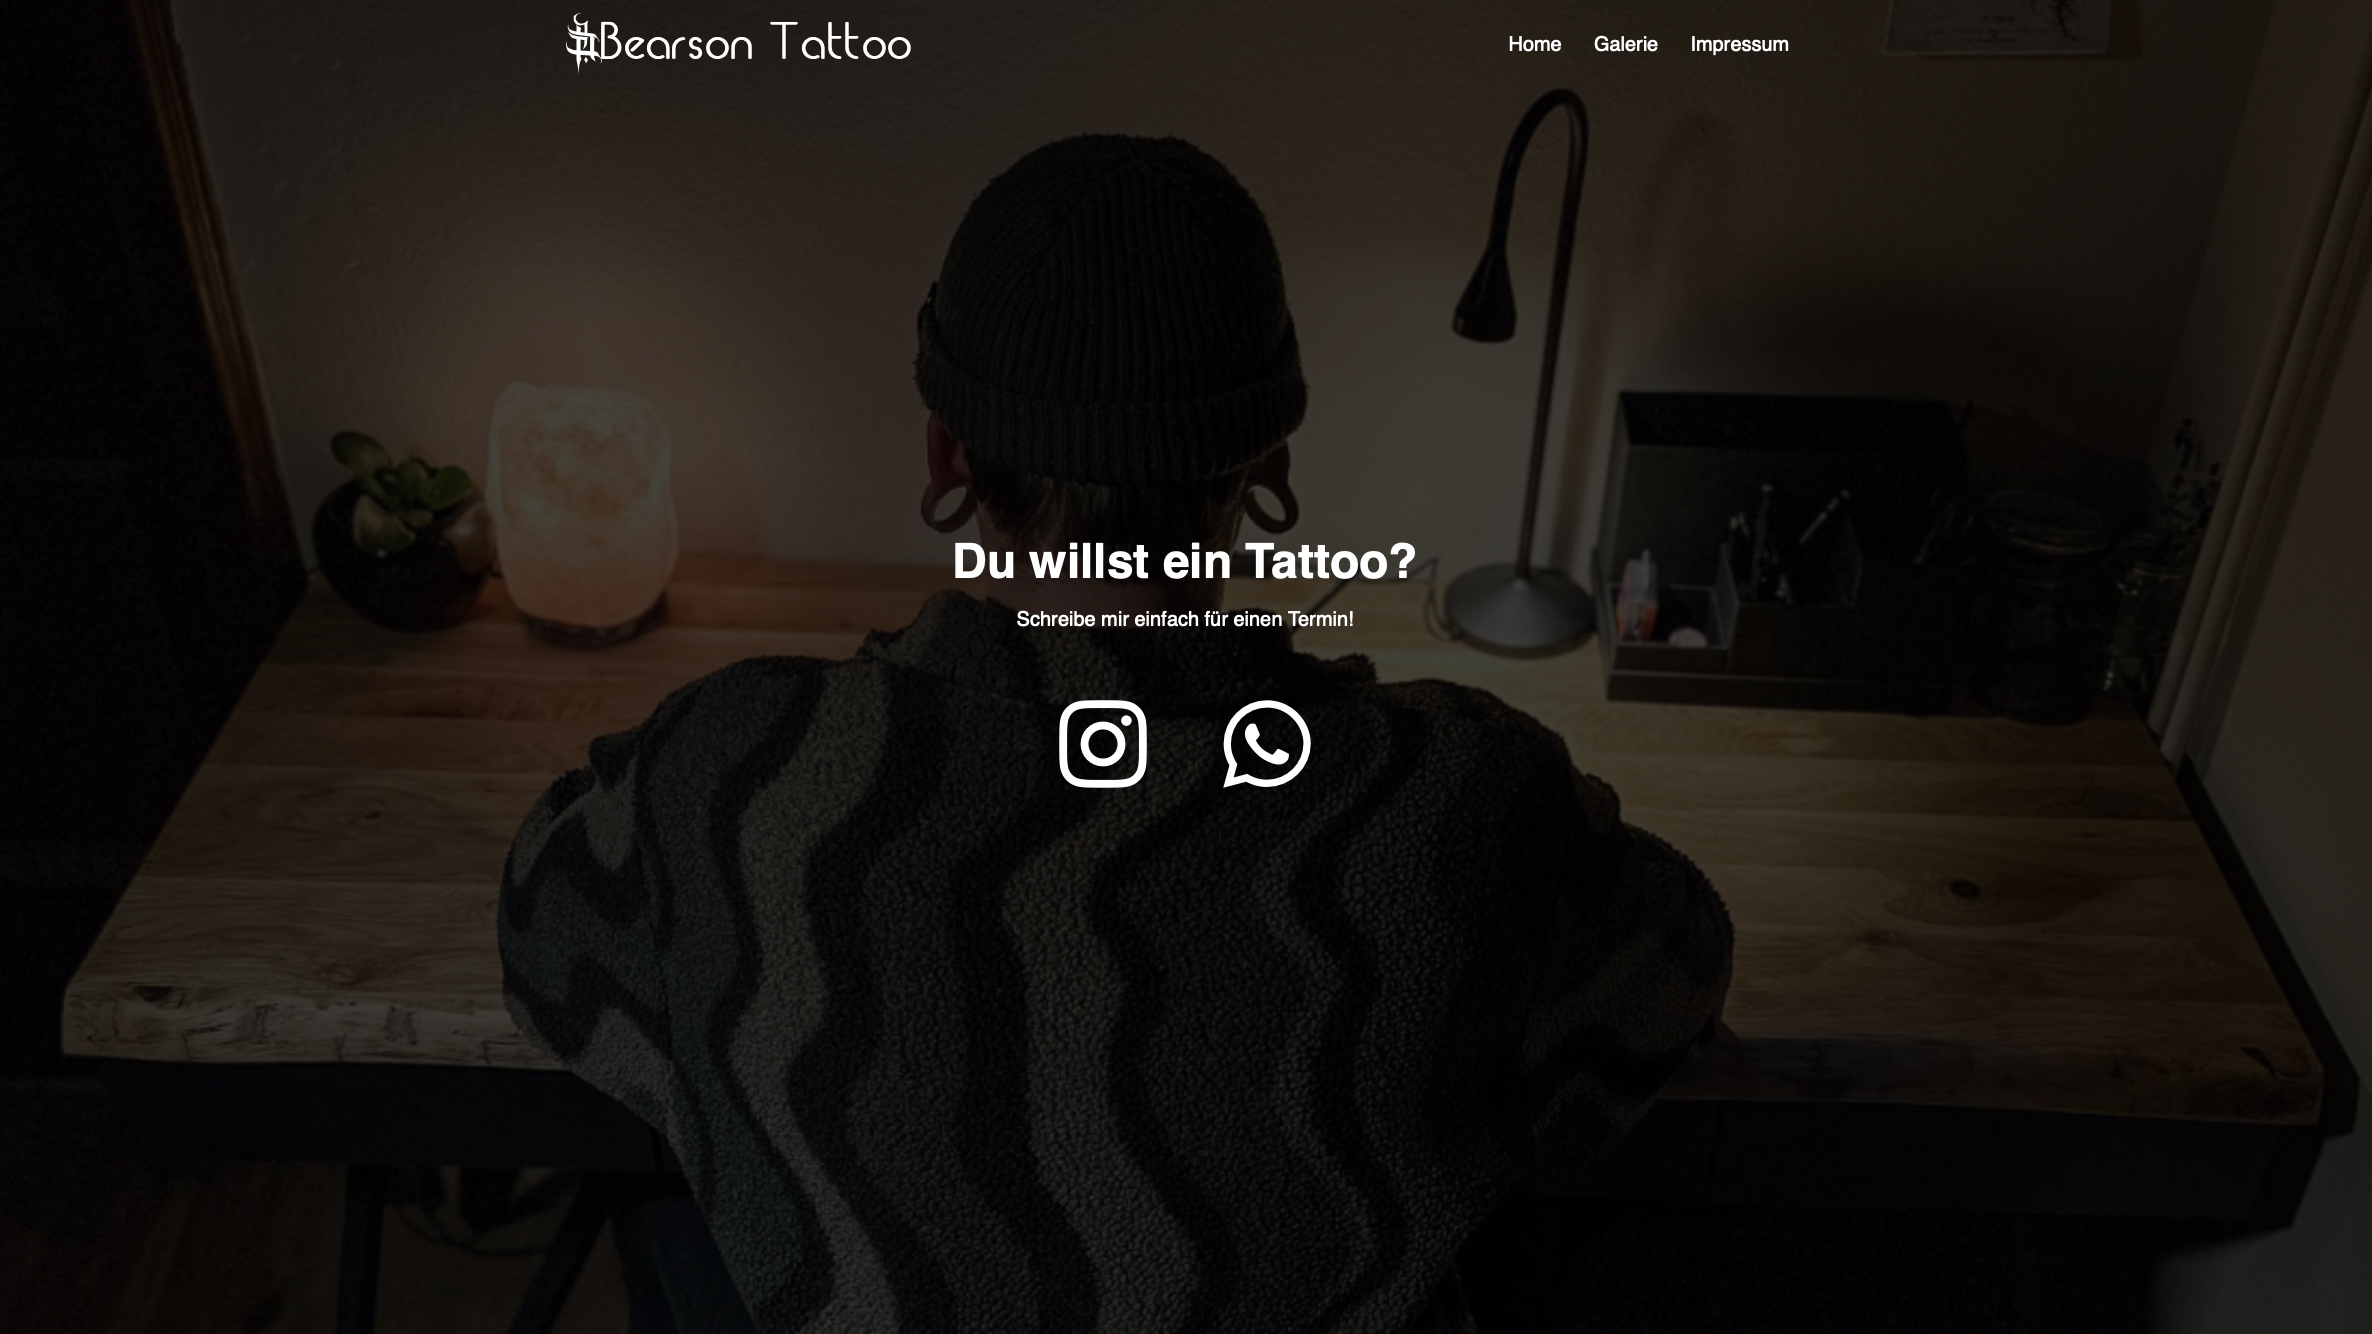 Bearson Tattoo
Home Galerie Impressum
Du willst ein Tattoo?
Schreibe mir einfach für einen Termin!